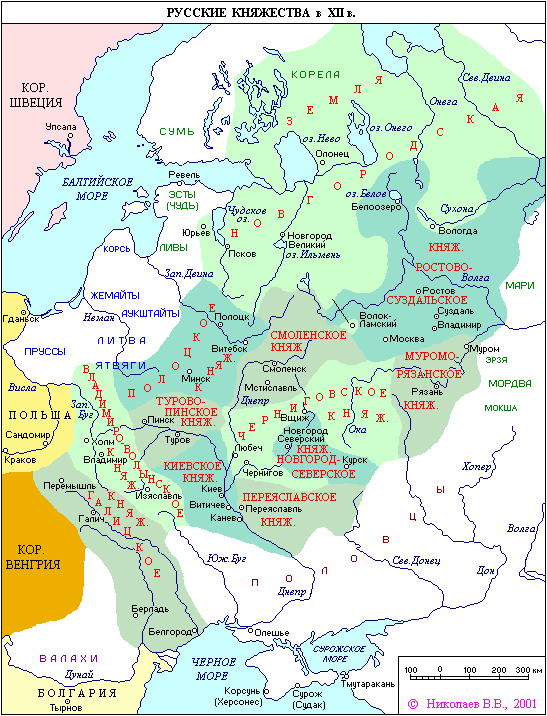 РУССКИЕ КНЯЖЕСТВА в XII в.
КОР.
ШВЕЦИЯ
Упсала
КОРЕЛА
Сев.Двина
НОВГОРОДСКАЯ ЗЕМЛЯ
Онега
СУМЬ
оз.Нево
оз.Онего
Олонец
БАЛТИЙСКОЕ
МОРЕ
Ревель
ЭСТЫ
(ЧУДЬ)
оз.Белов
Белоозеро
Сухона
Чудсков
оз.
Юрьев
Новгород
Великий
оз.Ильмень
Вологда
КОРСЬ
ЛИВЫ
Псков
КНЯЖ.
РОСТОВО-
СУЗДАЛЬСКОЕ
Зап.Двина
Волга
МАРИ
ЖЕМАЙТЫ
Ростов
Гданьск
Неман
АУКШТАЙТЫ
Полоцк
Волок-
Ламский
Суздаль
Владимир
ПРУССЫ
ЛИТВА
Витебск
СМОЛЕНСКОЕ
КНЯЖ.
Москва
ЯТВЯГИ
ПОЛОЦКОЕ
КНЯЖ.
Смоленск
МУРОМО-
РЯЗАНСКОЕ
КНЯЖ.
Муром
ЭРЗЯ
Минск
Мстиславль
Рязань
МОРДВА
Висла
Зап.
Буг
ТУРОВО-
ПИНСКОЕ
КНЯЖ.
Днепр
ЧЕРНИГОВСКОЕ
КНЯЖ.
МОКША
ПОЛЬША
ВЛАДИМИРОВОЛЫНСКОЕ
КНЯЖ.
Пинск
Туров
Вщиж
Ока
Сандомир
Холм
Владимир
Новгород
Северский
КНЯЖ.
НОВГОРОД-
СЕВЕРСКОЕ
Любеч
Краков
КИЕВСКОЕ
КНЯЖ.
Чернигов
Курск
Хопер
Перемышль
Изяславль
Киев
ПЕРЕЯСЛАВСКОЕ
КНЯЖ.
Витичев
Переяславль
Галич
ГАЛИЦКОЕ
КНЯЖ.
Канев
Волга
КОР.
ВЕНГРИЯ
Юж.Буг
ПОЛОВЦЫ
Сев.Донец
Дон
Днепр
Берладь
Белгород
Олешье
ВАЛАХИ
Дунай
ЧЕРНОЕ
МОРЕ
СУРОЖСКОЕ
МОРЕ
100 0 100 200 300 км
БОЛГАРИЯ
Тырнов
Корсунь
(Херсонес)
Сурож
(Судак)
Тмутаракань
© Николаев В.В., 2001